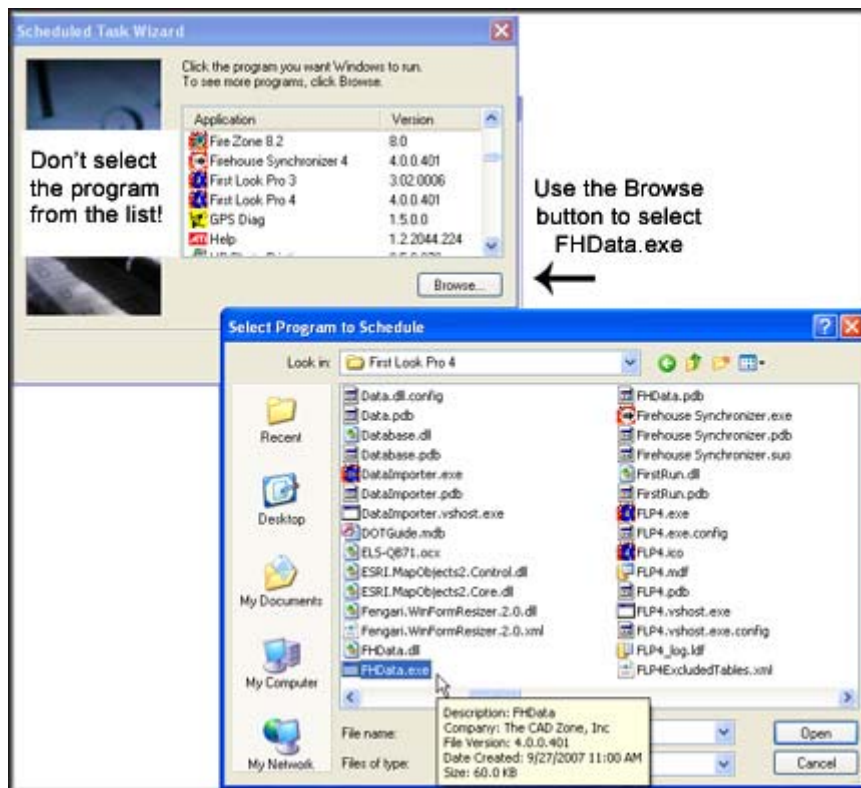 Scheduled Task Wizard
Click the program you want Windows to run.
To see more programs, click Browse.
Application Version
Fire Zone 8.2 8.0
Firehouse Synchronizer 4 4.0.0.401
First Look Pro 3 3.02.0006
First Look Pro 4 4.0.0.401
GPS Diag 1.5.0.0
Help 1.2.2044.224
Browse...
Don't select
the program
from the list!
Use the Browse
button to select
FHData.exe
Select Program to Schedule
Look in: First Look Pro 4
Recent
Desktop
My Documents
My Computer
My Network
Data.dll.config
Data.pdb
Database.dll
Database.pdb
DataImporter.exe
DataImporter.pdb
DataImporter.vshost.exe
DOTGuide.mdb
ELS-QB71.ocx
ESRI.MapObjects2.Control.dll
ESRI.MapObjects2.Core.dll
Fengari.WinFormResizer.2.0.dll
Fengari.WinFormResizer.2.0.xml
FHData.dll
FHData.exe
FHData.pdb
Firehouse Synchronizer.exe
Firehouse Synchronizer.pdb
Firehouse Synchronizer.suo
FirstRun.dll
FirstRun.pdb
FLP4.exe
FLP4.exe.config
FLP4.ico
FLP4.mdf
FLP4.pdb
FLP4.vshost.exe
FLP4.vshost.exe.config
FLP4_log.ldf
FLP4ExcludedTables.xml
Description: FHData
Company: The CAD Zone, Inc
File Version: 4.0.0.401
Date Created: 9/27/2007 11:00 AM
Size: 60.0 KB
File name:
Files of type:
Open
Cancel